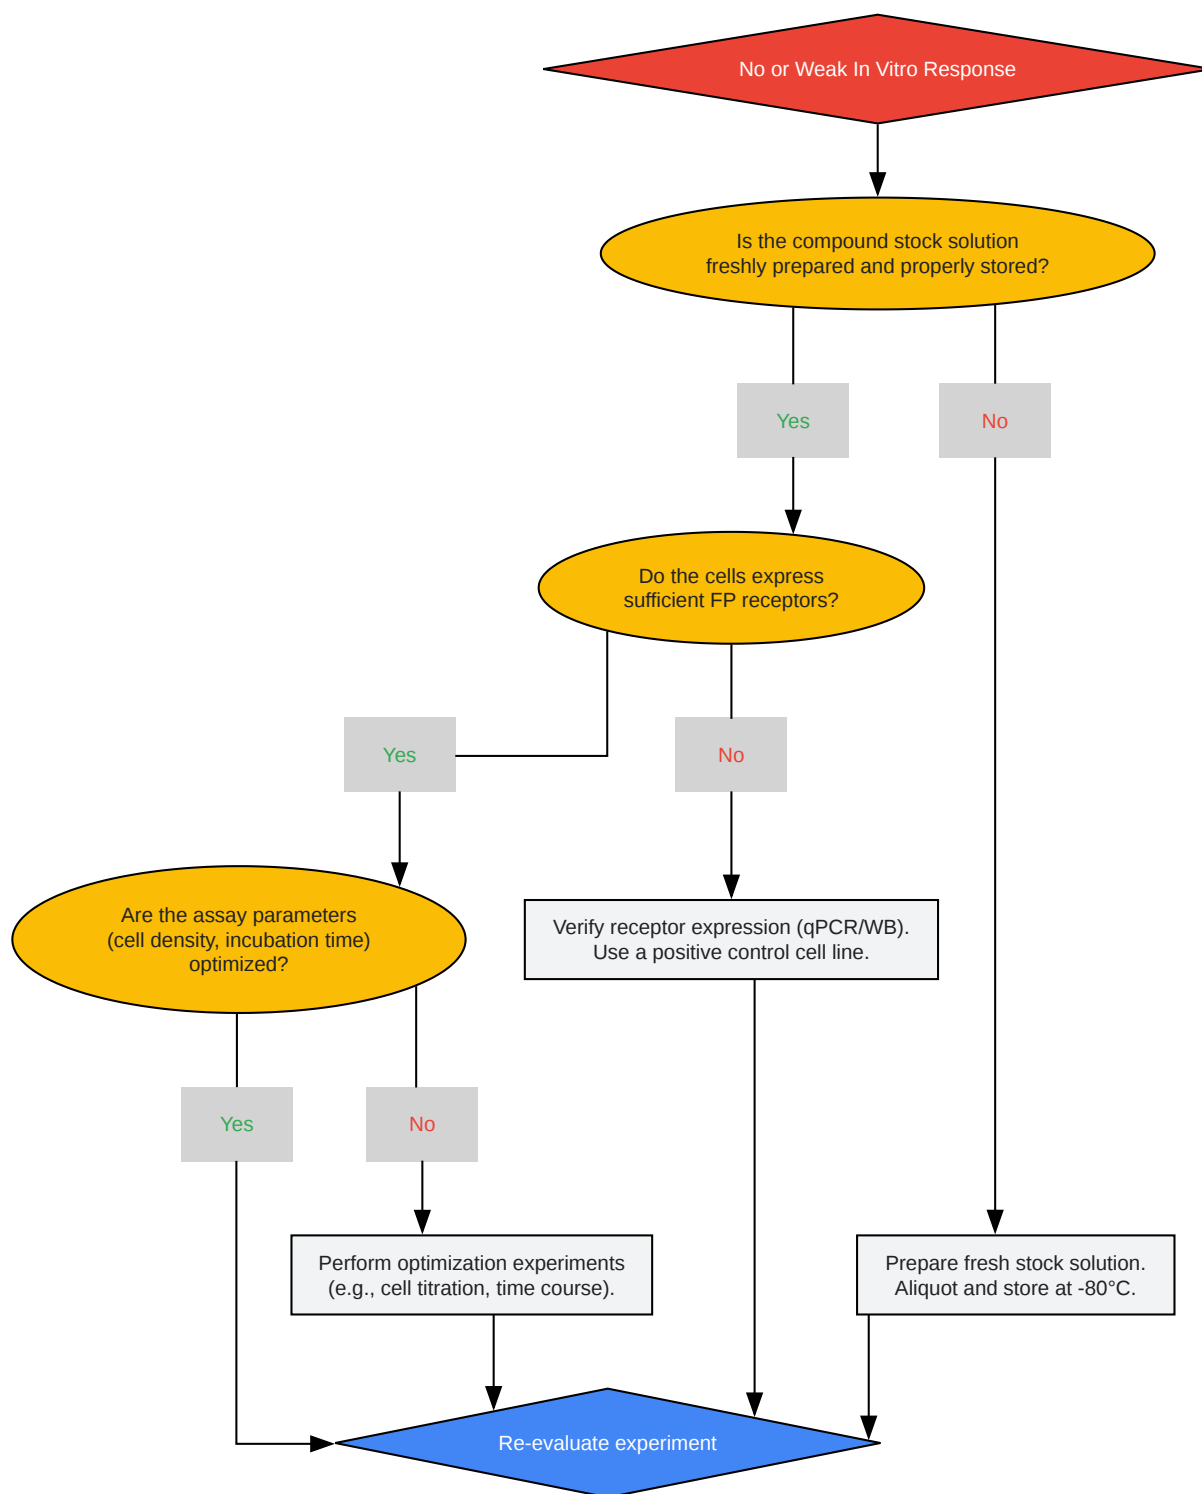 No or Weak In Vitro Response
Is the compound stock solution
freshly prepared and properly stored?
Yes
No
Do the cells express
sufficient FP receptors?
Yes
No
Are the assay parameters
(cell density, incubation time)
optimized?
Verify receptor expression (qPCR/WB).
Use a positive control cell line.
Yes
No
Perform optimization experiments
(e.g., cell titration, time course).
Prepare fresh stock solution.
Aliquot and store at -80°C.
Re-evaluate experiment